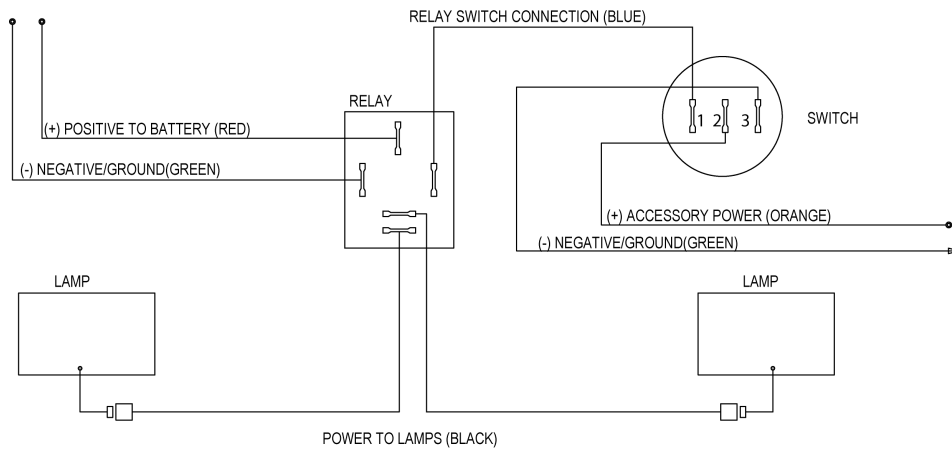 RELAY SWITCH CONNECTION (BLUE)
RELAY
(+) POSITIVE TO BATTERY (RED)
(-) NEGATIVE/GROUND(GREEN)
1 2 3
SWITCH
(+) ACCESSORY POWER (ORANGE)
(-) NEGATIVE/GROUND(GREEN)
LAMP
LAMP
POWER TO LAMPS (BLACK)